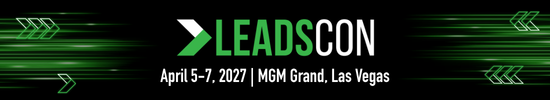 LEADSCON
April 5-7, 2027 | MGM Grand, Las Vegas